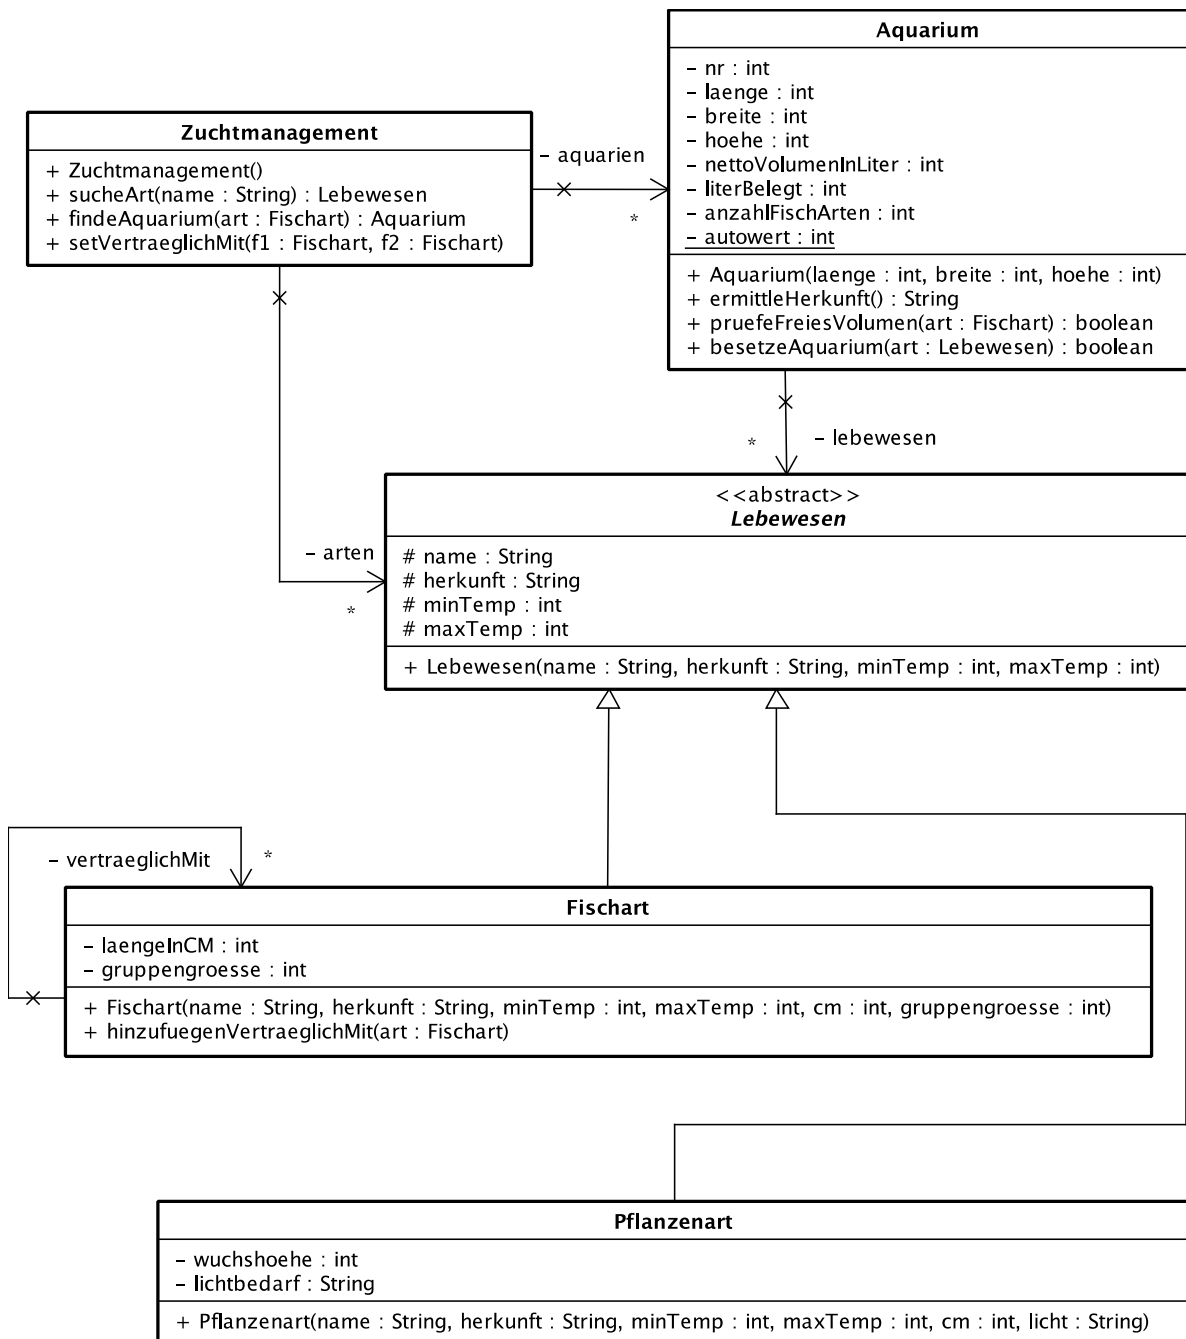 Aquarium
– nr : int
– laenge : int
– breite : int
– hoehe : int
– nettoVolumenInLiter : int
– literBelegt : int
– anzahlFischArten : int
– autowert : int
+ Aquarium(laenge : int, breite : int, hoehe : int)
+ ermittleHerkunft() : String
+ pruefeFreiesVolumen(art : Fischart) : boolean
+ besetzeAquarium(art : Lebewesen) : boolean
Zuchtmanagement
+ Zuchtmanagement()
+ sucheArt(name : String) : Lebewesen
+ findeAquarium(art : Fischart) : Aquarium
+ setVertraeglichMit(f1 : Fischart, f2 : Fischart)
– aquarien
*
– lebewesen
*
– arten
*
<<abstract>>
Lebewesen
# name : String
# herkunft : String
# minTemp : int
# maxTemp : int
+ Lebewesen(name : String, herkunft : String, minTemp : int, maxTemp : int)
– vertraeglichMit
*
Fischart
– laengeInCM : int
– gruppengroesse : int
+ Fischart(name : String, herkunft : String, minTemp : int, maxTemp : int, cm : int, gruppengroesse : int)
+ hinzufuegenVertraeglichMit(art : Fischart)
Pflanzenart
– wuchshoehe : int
– lichtbedarf : String
+ Pflanzenart(name : String, herkunft : String, minTemp : int, maxTemp : int, cm : int, licht : String)